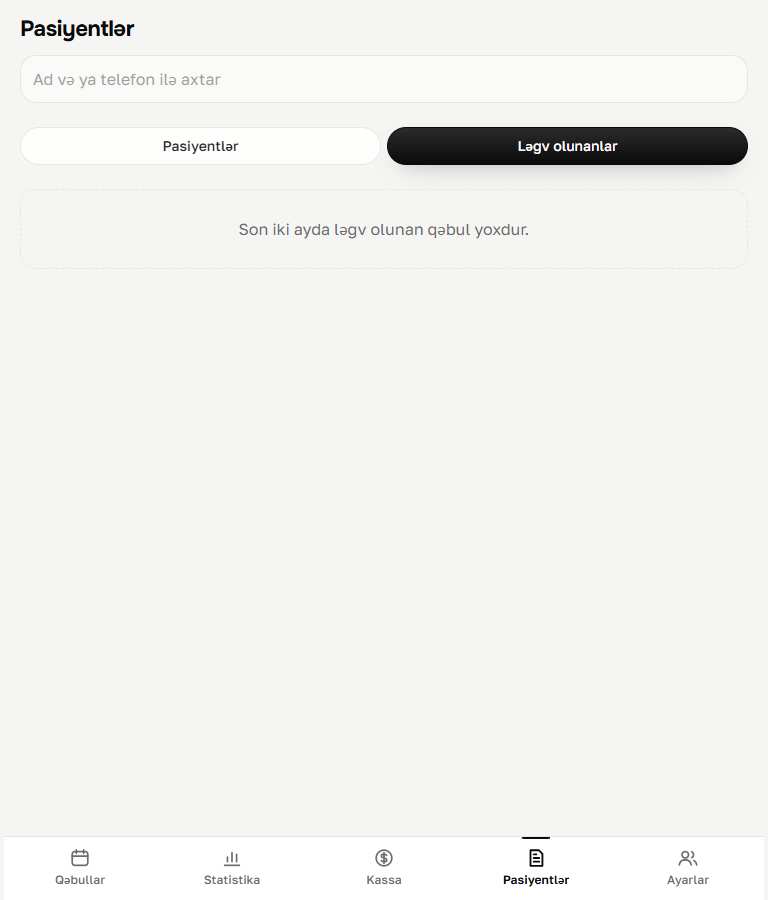 Pasiyentlər
Ad və ya telefon ilə axtar
Pasiyentlər
Ləgv olunanlar
Son iki ayda ləgv olunan qəbul yoxdur.
Qəbullar
Statistika
Kassa
Pasiyentlər
Ayarlar